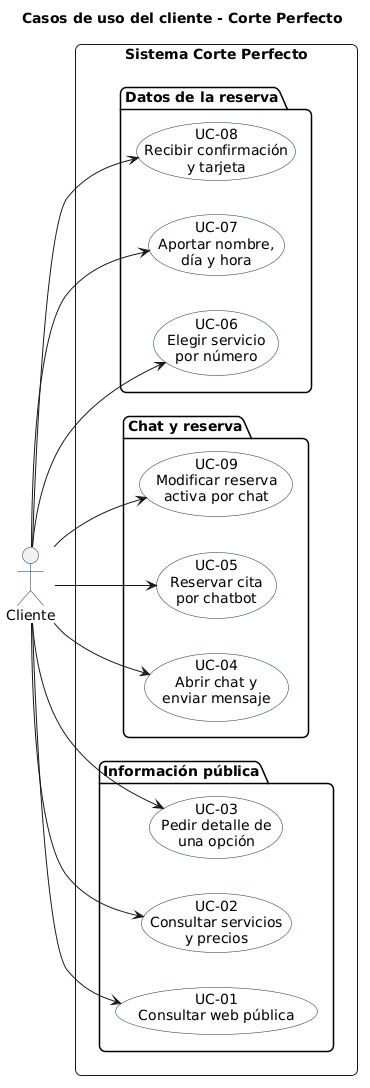 Casos de uso del cliente - Corte Perfecto
Sistema Corte Perfecto
Datos de la reserva
UC-08
Recibir confirmación
y tarjeta
UC-07
Aportar nombre,
día y hora
UC-06
Elegir servicio
por número
Chat y reserva
UC-09
Modificar reserva
activa por chat
UC-05
Reservar cita
por chatbot
Cliente
UC-04
Abrir chat y
enviar mensaje
Información pública
UC-03
Pedir detalle de
una opción
UC-02
Consultar servicios
y precios
UC-01
Consultar web pública